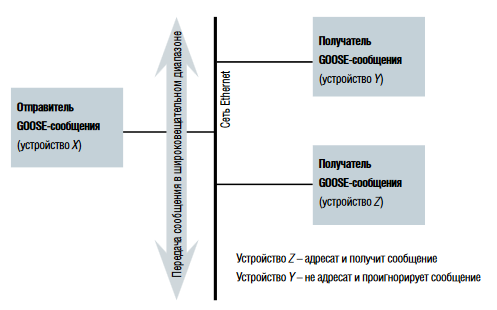 Отправитель
GOOSE-сообщения
(устройство X)
Передача сообщения в широковещательном диапазоне
Сеть Ethernet
Получатель
GOOSE-сообщения
(устройство Y)
Получатель
GOOSE-сообщения
(устройство Z)
Устройство Z – адресат и получит сообщение
Устройство Y – не адресат и проигнорирует сообщение